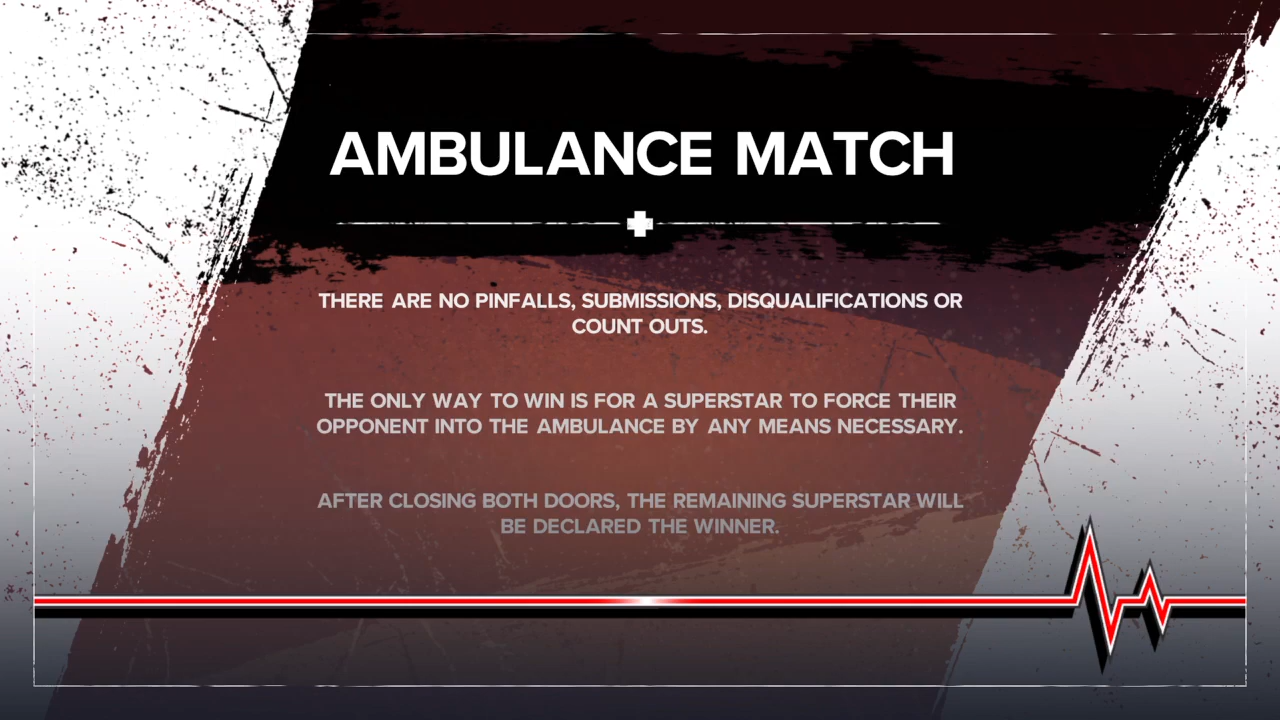 AMBULANCE MATCH
THERE ARE NO PINFALLS, SUBMISSIONS, DISQUALIFICATIONS OR
COUNT OUTS.
THE ONLY WAY TO WIN IS FOR A SUPERSTAR TO FORCE THEIR
OPPONENT INTO THE AMBULANCE BY ANY MEANS NECESSARY.
AFTER CLOSING BOTH DOORS, THE REMAINING SUPERSTAR WILL
BE DECLARED THE WINNER.